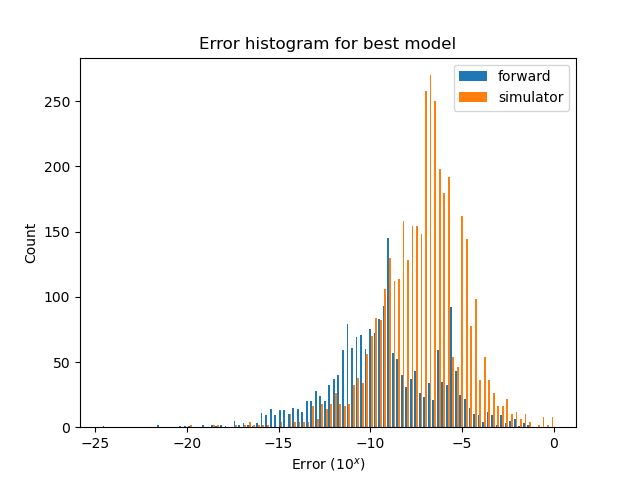 Error histogram for best model
forward
simulator
Count
250
200
150
100
50
0
−25
−20
−15
−10
−5
0
Error (10^x)